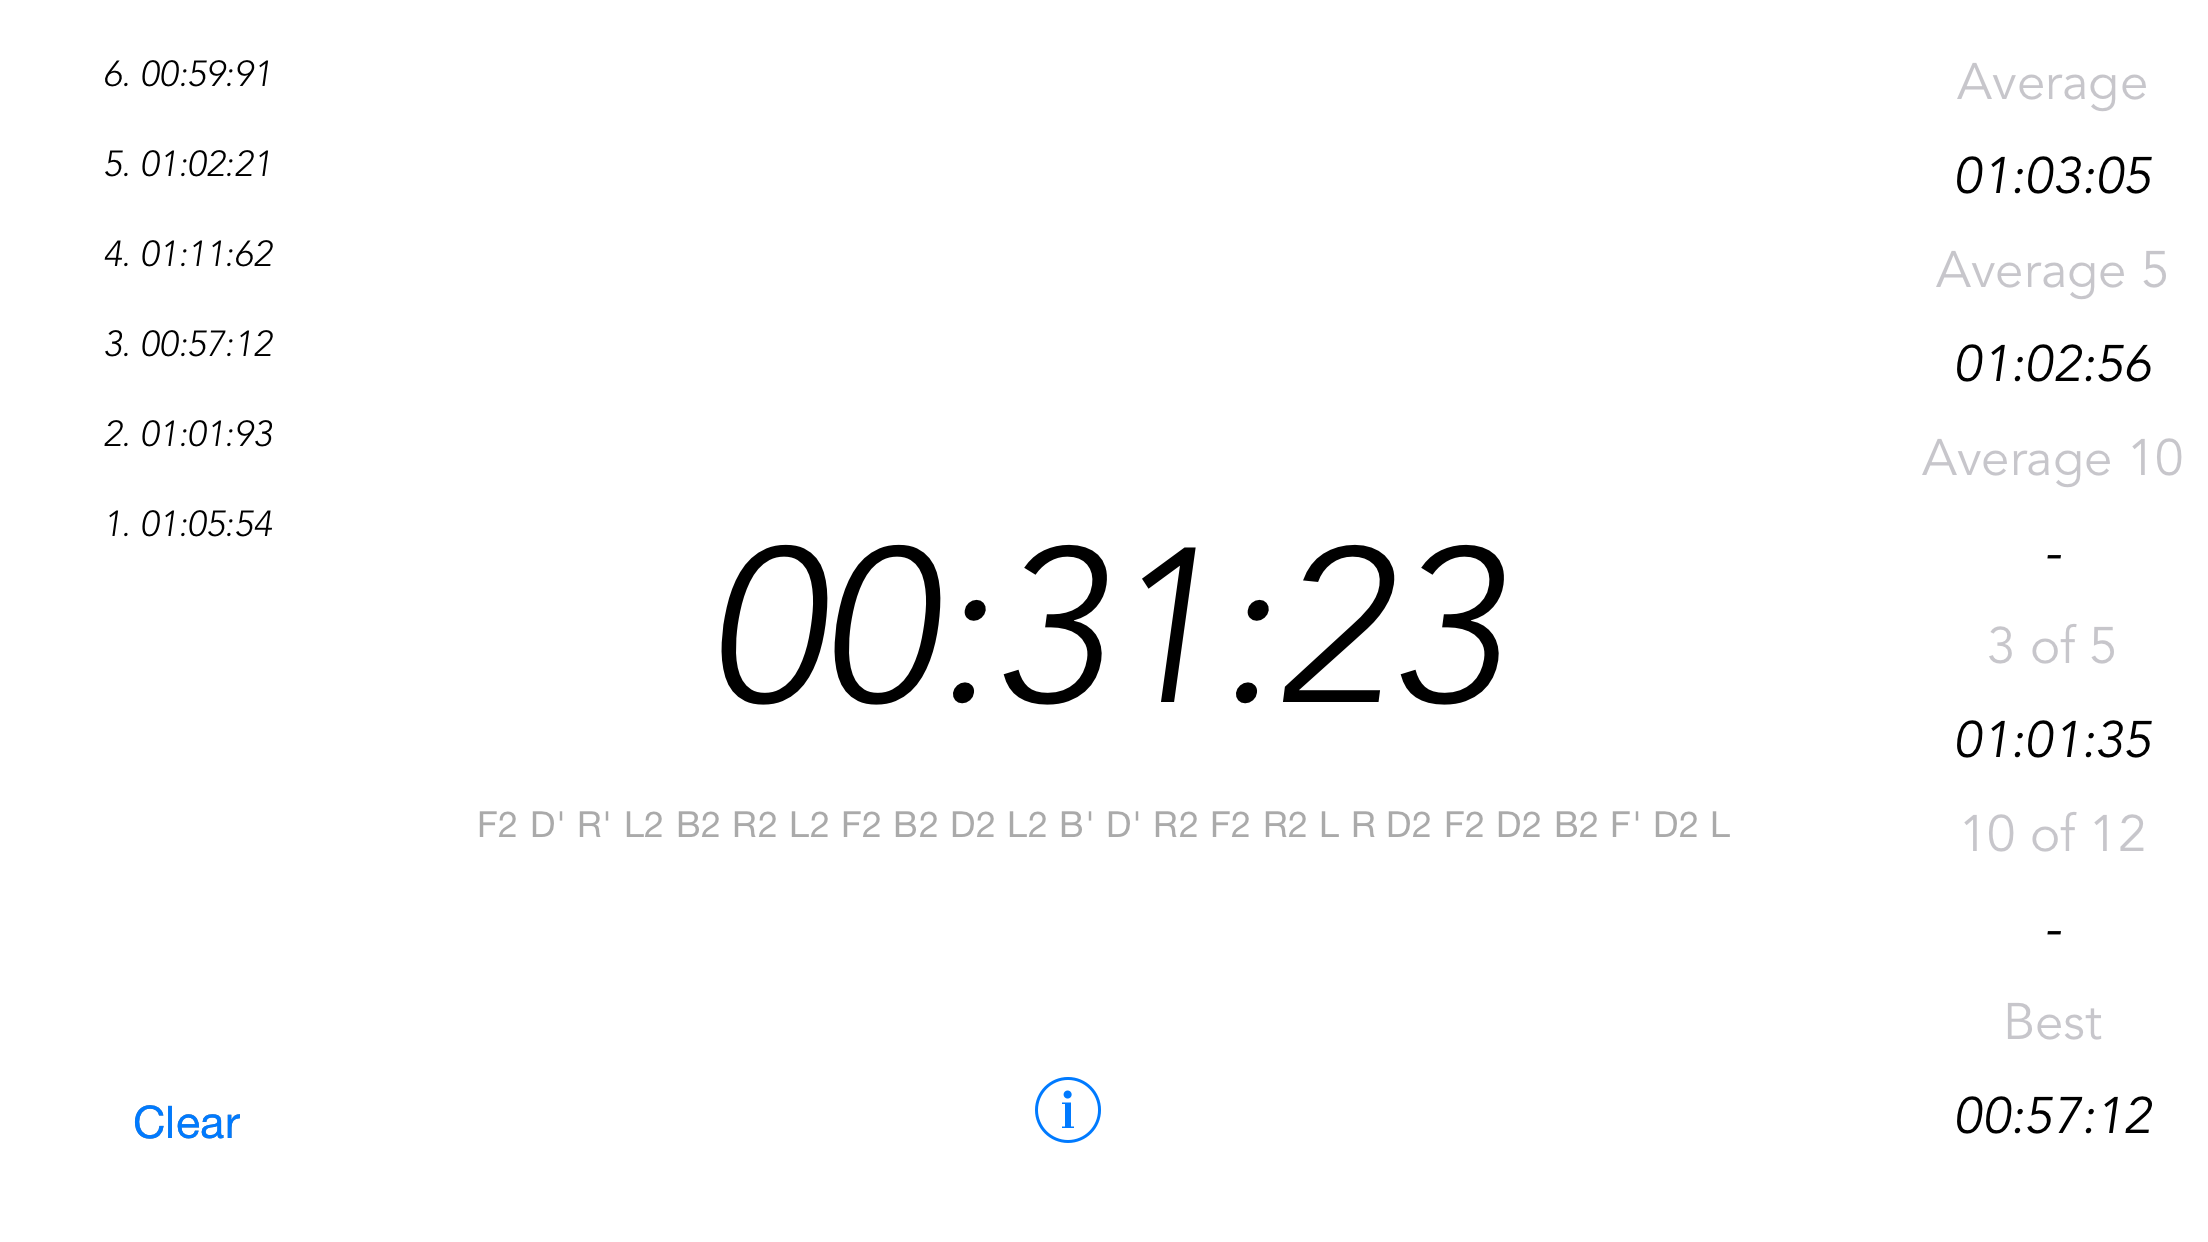 6. 00:59:91
5. 01:02:21
4. 01:11:62
3. 00:57:12
2. 01:01:93
1. 01:05:54
00:31:23
F2 D' R' L2 B2 R2 L2 F2 B2 D2 L2 B' D' R2 F2 R2 L R D2 F2 D2 B2 F' D2 L
Average
01:03:05
Average 5
01:02:56
Average 10
-
3 of 5
01:01:35
10 of 12
-
Best
00:57:12
Clear
i